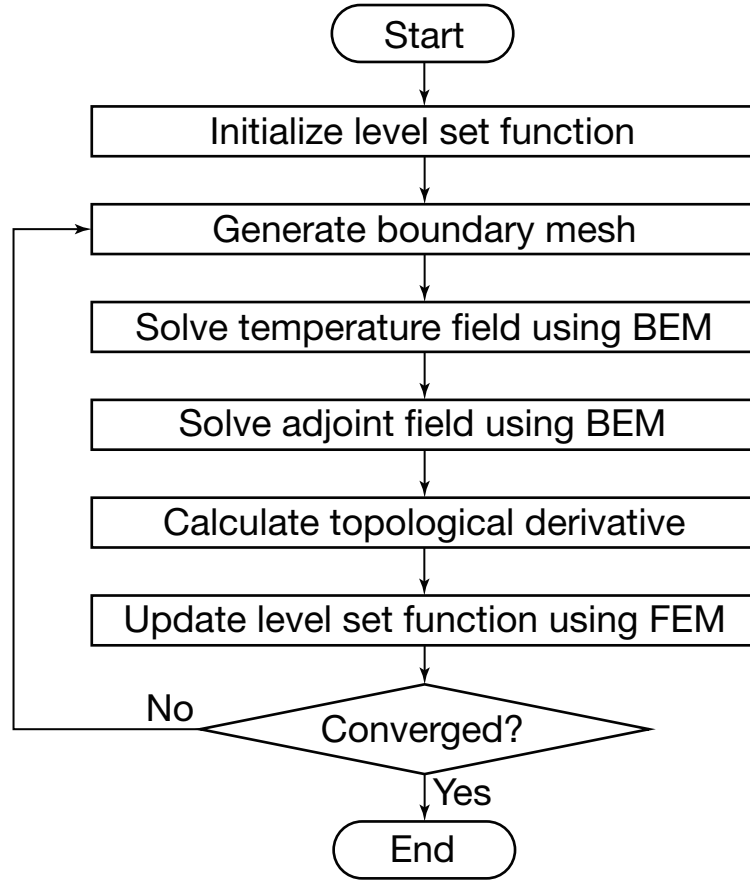 Start
Initialize level set function
Generate boundary mesh
Solve temperature field using BEM
Solve adjoint field using BEM
Calculate topological derivative
Update level set function using FEM
No
Converged?
Yes
End